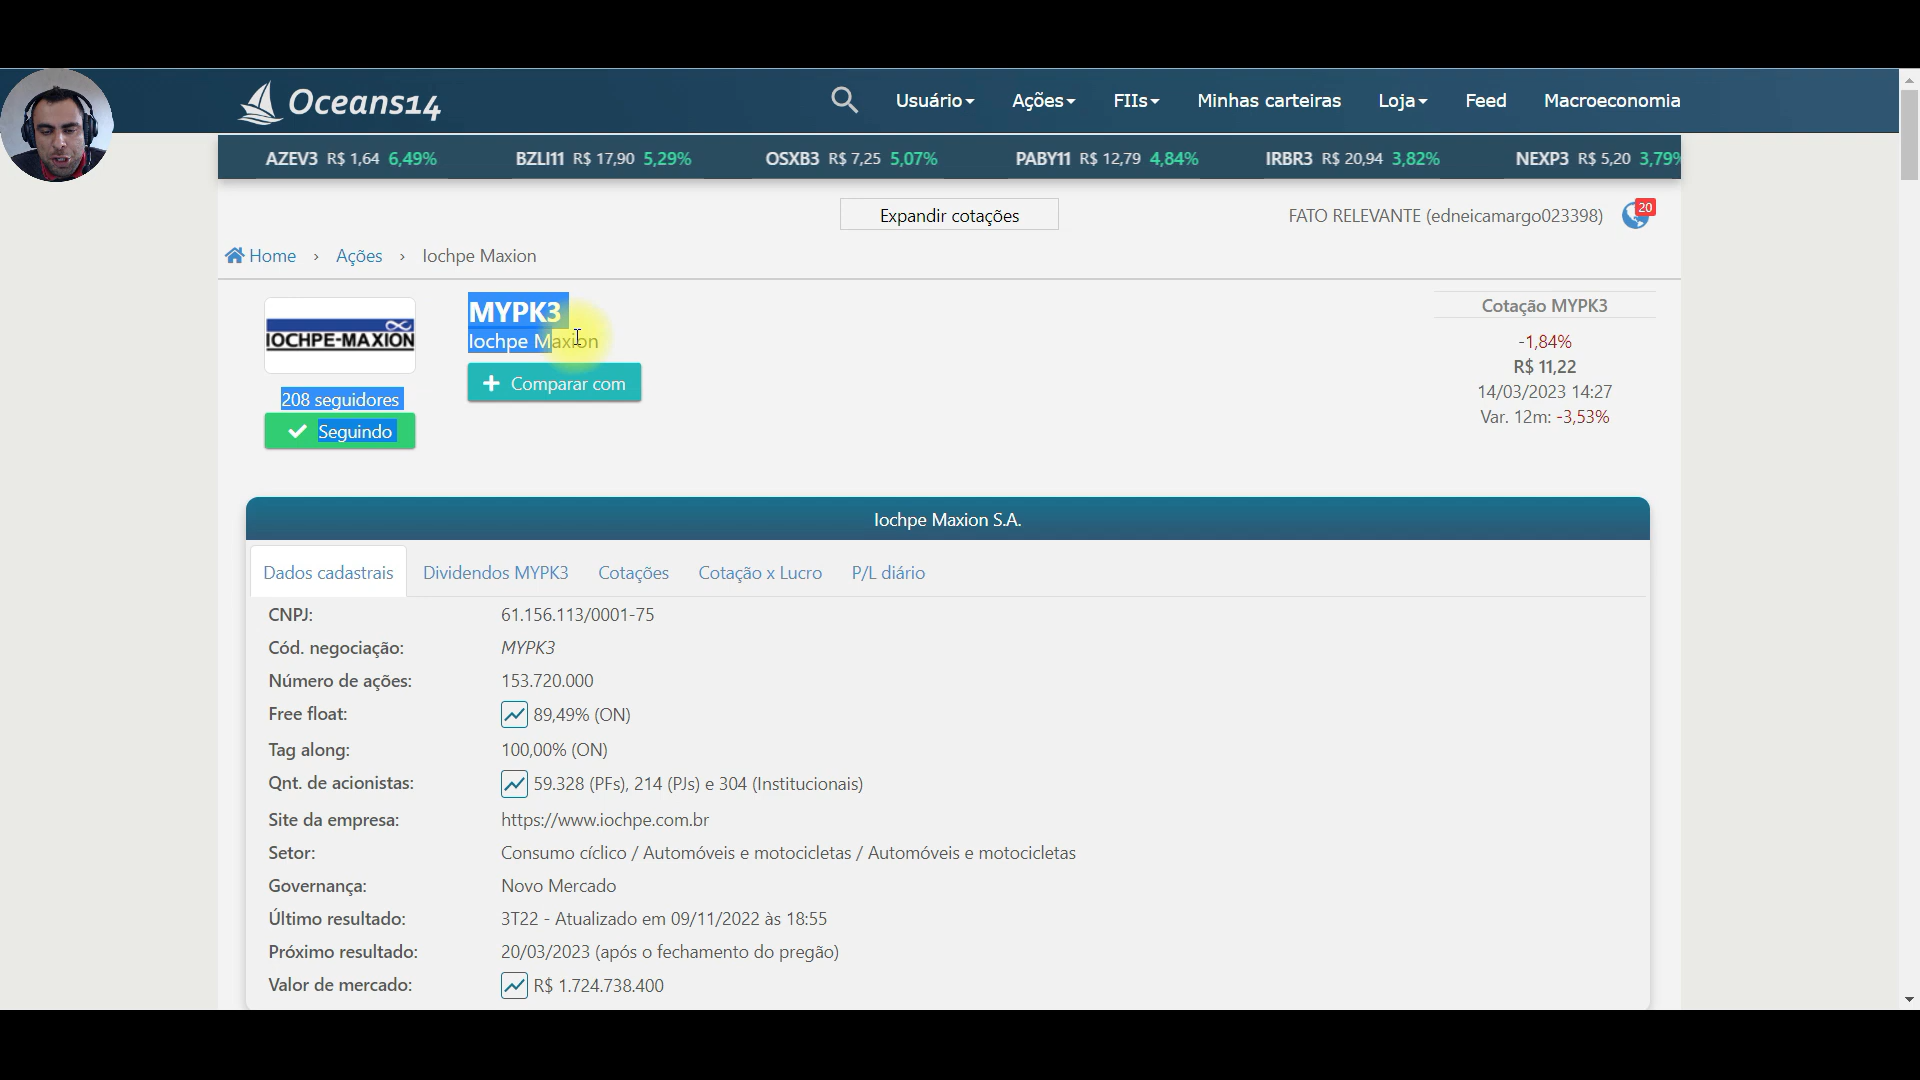 Oceans14
Usuário
Ações
FIIs
Minhas carteiras
Loja
Feed
Macroeconomia
AZEV3 R$ 1,64 6,49%
BZLI11 R$ 17,90 5,29%
OSXB3 R$ 7,25 5,07%
PABY11 R$ 12,79 4,84%
IRBR3 R$ 20,94 3,82%
NEXP3 R$ 5,20 3,79%
Expandir cotações
FATO RELEVANTE (edneicamargo023398)
20
Home › Ações › Iochpe Maxion
IOCHPE-MAXION
208 seguidores
Seguindo
MYPK3
Iochpe Maxion
+ Comparar com
Cotação MYPK3
-1,84%
R$ 11,22
14/03/2023 14:27
Var. 12m: -3,53%
Iochpe Maxion S.A.
Dados cadastrais
Dividendos MYPK3
Cotações
Cotação x Lucro
P/L diário
CNPJ: 61.156.113/0001-75
Cód. negociação: MYPK3
Número de ações: 153.720.000
Free float: 89,49% (ON)
Tag along: 100,00% (ON)
Qnt. de acionistas: 59.328 (PFs), 214 (PJs) e 304 (Institucionais)
Site da empresa: https://www.iochpe.com.br
Setor: Consumo cíclico / Automóveis e motocicletas / Automóveis e motocicletas
Governança: Novo Mercado
Último resultado: 3T22 - Atualizado em 09/11/2022 às 18:55
Próximo resultado: 20/03/2023 (após o fechamento do pregão)
Valor de mercado: R$ 1.724.738.400